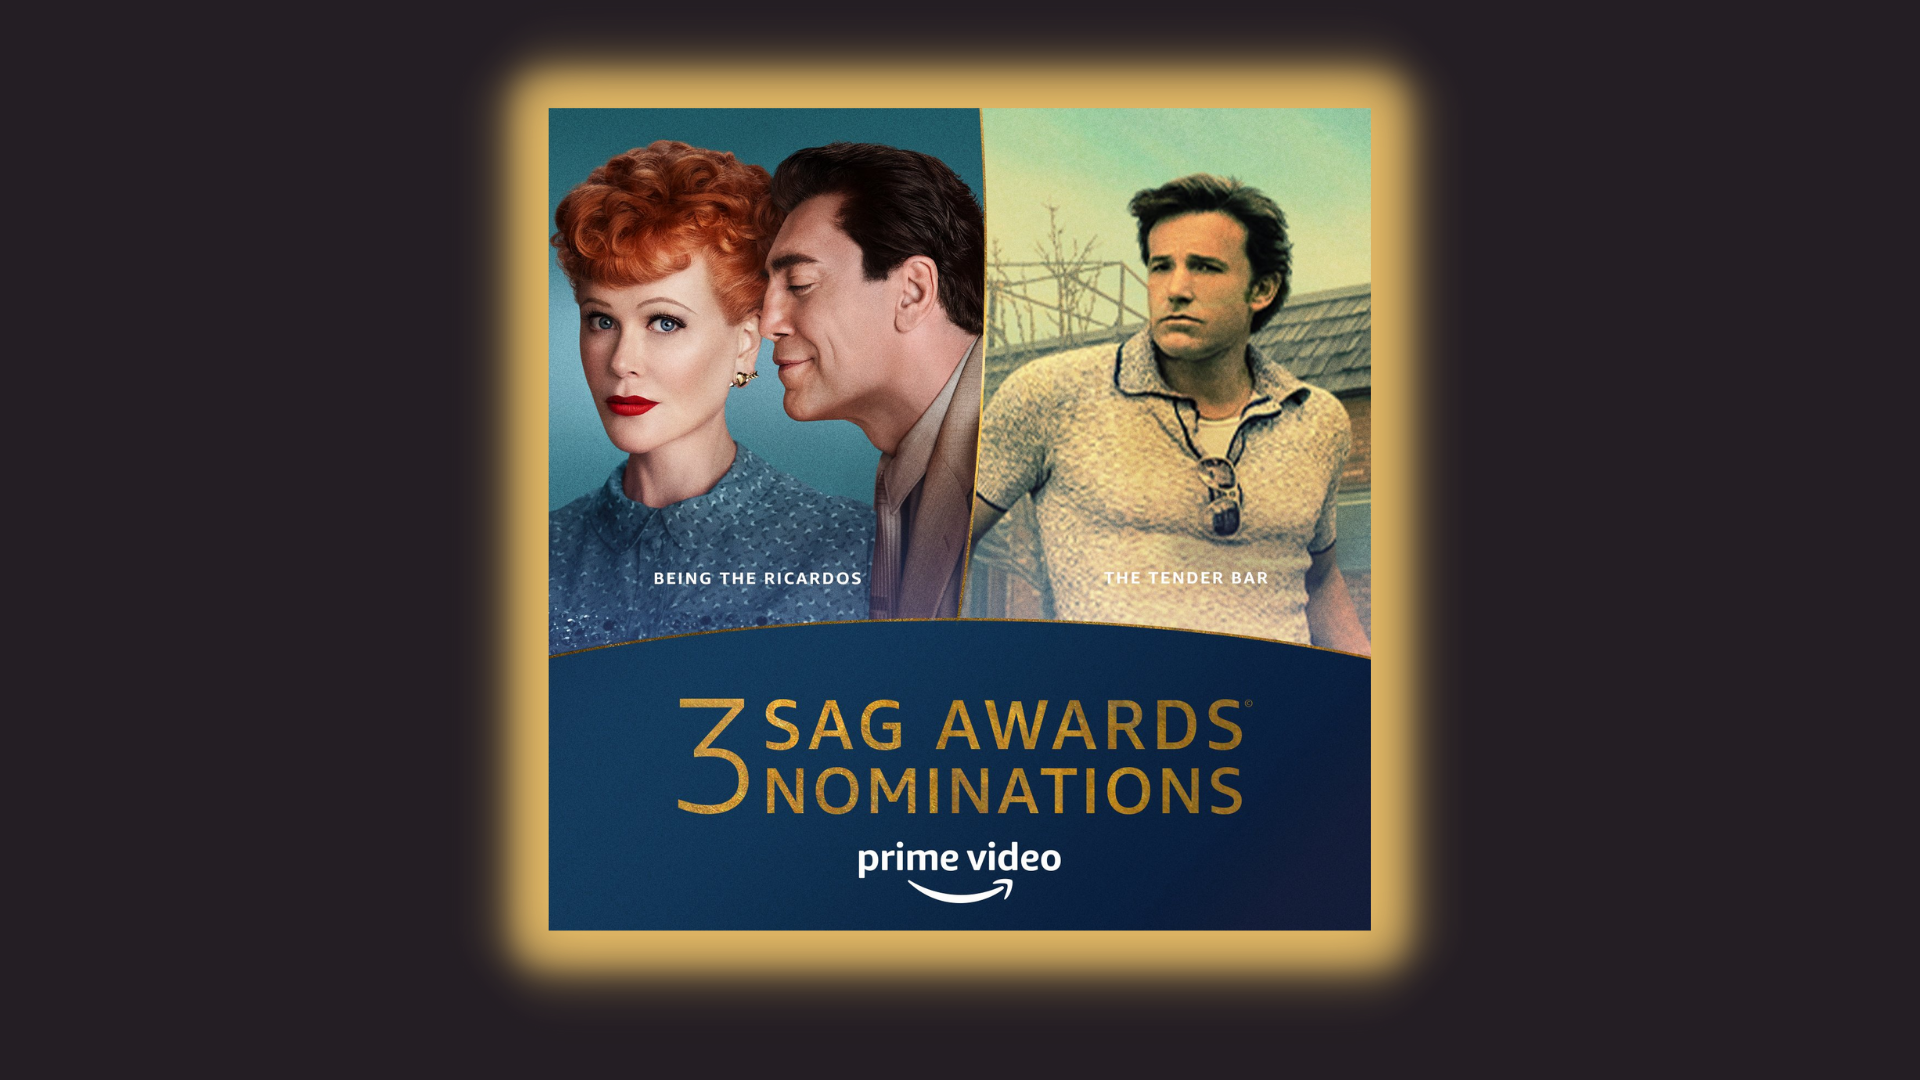 BEING THE RICARDOS
THE TENDER BAR
3 SAG AWARDS©
NOMINATIONS
prime video